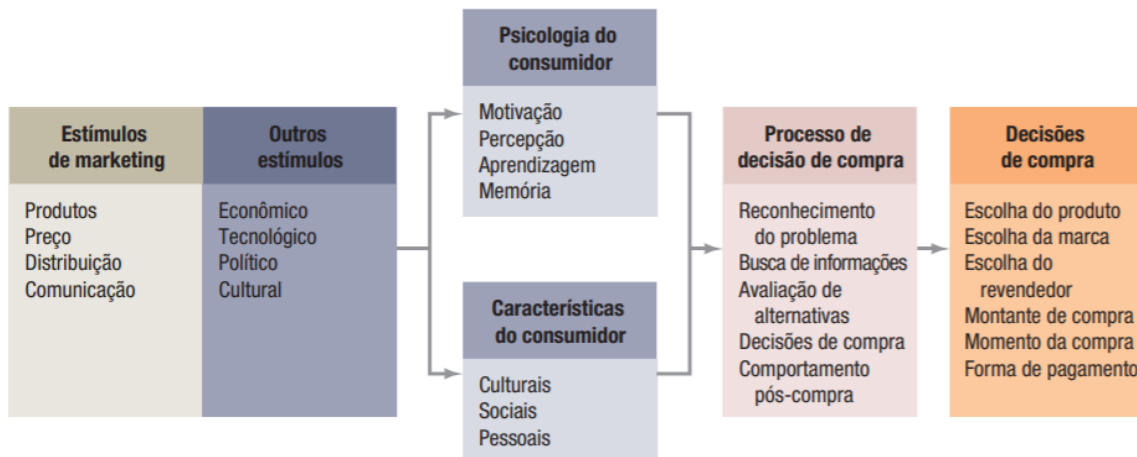 Estímulos
de marketing
Produtos
Preço
Distribuição
Comunicação
Outros
estímulos
Econômico
Tecnológico
Político
Cultural
Psicologia do
consumidor
Motivação
Percepção
Aprendizagem
Memória
Características
do consumidor
Culturais
Sociais
Pessoais
Processo de
decisão de compra
Reconhecimento
do problema
Busca de informações
Avaliação de
alternativas
Decisões de compra
Comportamento
pós-compra
Decisões
de compra
Escolha do produto
Escolha da marca
Escolha do
revendedor
Montante de compra
Momento da compra
Forma de pagamento